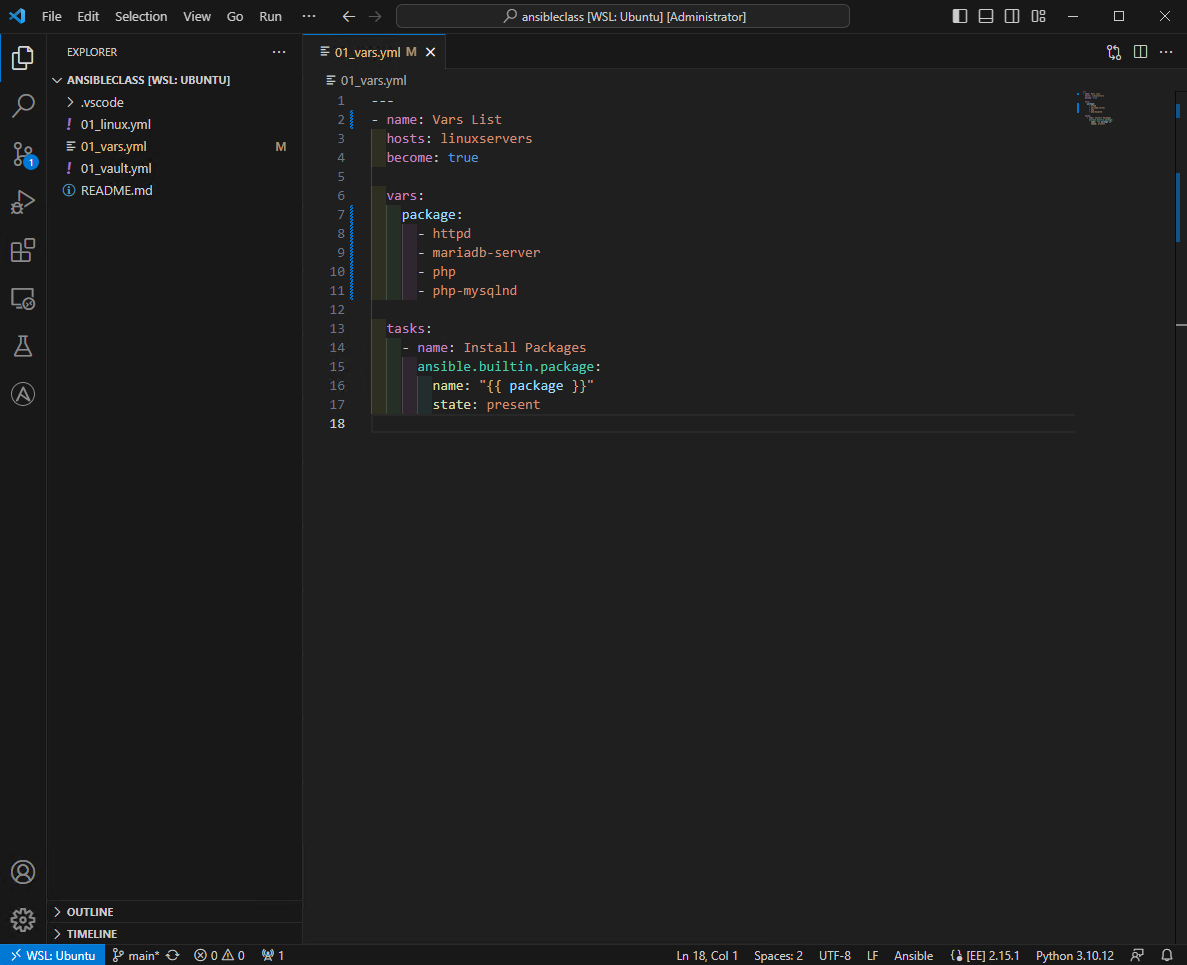 File Edit Selection View Go Run ··· ansibleclass [WSL: Ubuntu] [Administrator]
EXPLORER ···
ANSIBLECLASS [WSL: UBUNTU]
.vscode
! 01_linux.yml
01_vars.yml M
! 01_vault.yml
README.md
1
OUTLINE
TIMELINE
01_vars.yml M
01_vars.yml
1 ---
2 - name: Vars List
3   hosts: linuxservers
4   become: true
5
6   vars:
7     package:
8       - httpd
9       - mariadb-server
10       - php
11       - php-mysqlnd
12
13   tasks:
14     - name: Install Packages
15       ansible.builtin.package:
16         name: "{{ package }}"
17         state: present
18
WSL: Ubuntu main* 0 0 1 Ln 18, Col 1 Spaces: 2 UTF-8 LF Ansible [EE] 2.15.1 Python 3.10.12